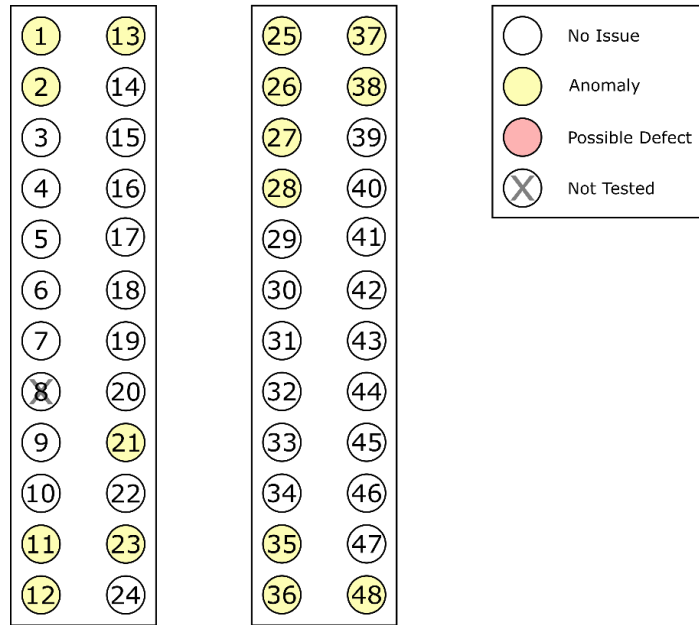 1 13 25 37 No Issue
2 14 26 38 Anomaly
3 15 27 39 Possible Defect
4 16 28 40 X Not Tested
5 17 29 41
6 18 30 42
7 19 31 43
8 20 32 44
9 21 33 45
10 22 34 46
11 23 35 47
12 24 36 48